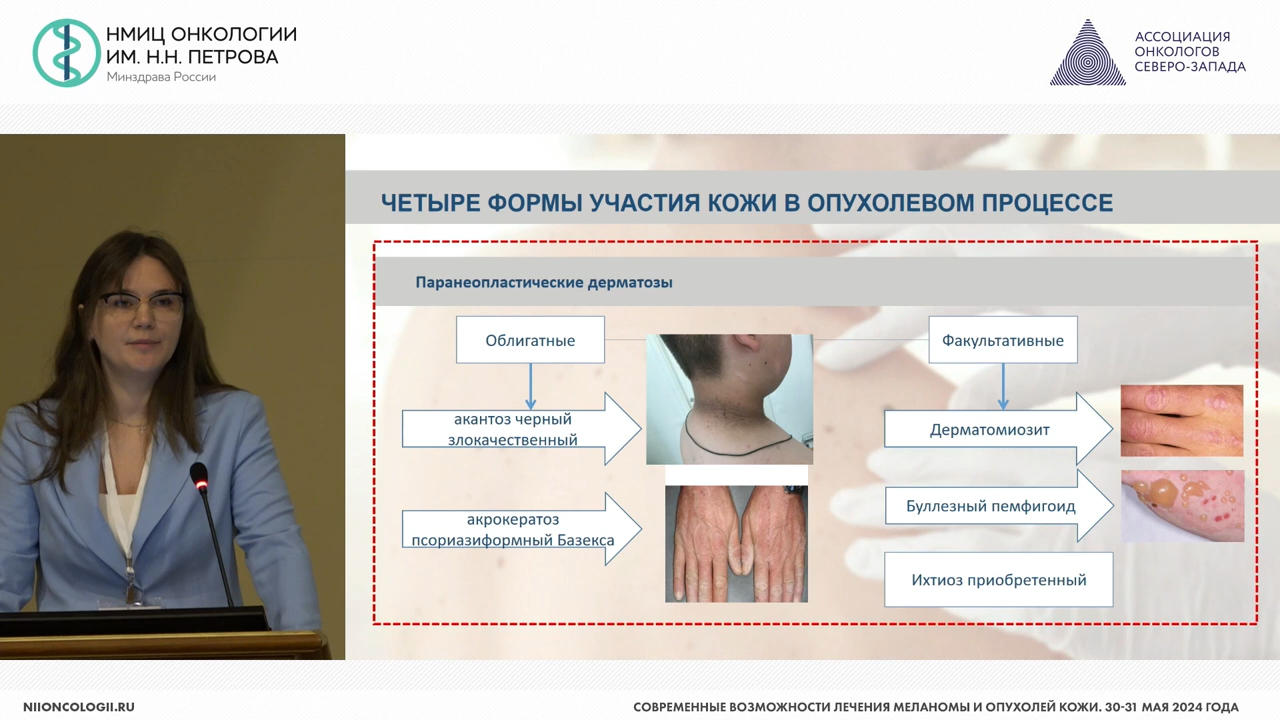 НМИЦ ОНКОЛОГИИ
ИМ. Н.Н. ПЕТРОВА
Минздрава России
АССОЦИАЦИЯ
ОНКОЛОГОВ
СЕВЕРО-ЗАПАДА
ЧЕТЫРЕ ФОРМЫ УЧАСТИЯ КОЖИ В ОПУХОЛЕВОМ ПРОЦЕССЕ
Паранеопластические дерматозы
Облигатные
акантоз черный
злокачественный
акрокератоз
псориазиформный Базекса
Факультативные
Дерматомиозит
Буллезный пемфигоид
Ихтиоз приобретенный
NIIONCOLOGII.RU
СОВРЕМЕННЫЕ ВОЗМОЖНОСТИ ЛЕЧЕНИЯ МЕЛАНОМЫ И ОПУХОЛЕЙ КОЖИ. 30-31 МАЯ 2024 ГОДА